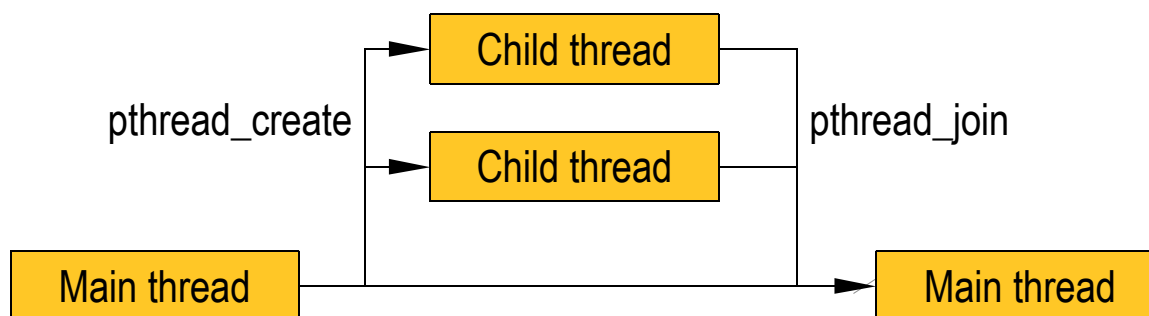 Child thread
pthread_create
pthread_join
Child thread
Main thread
Main thread